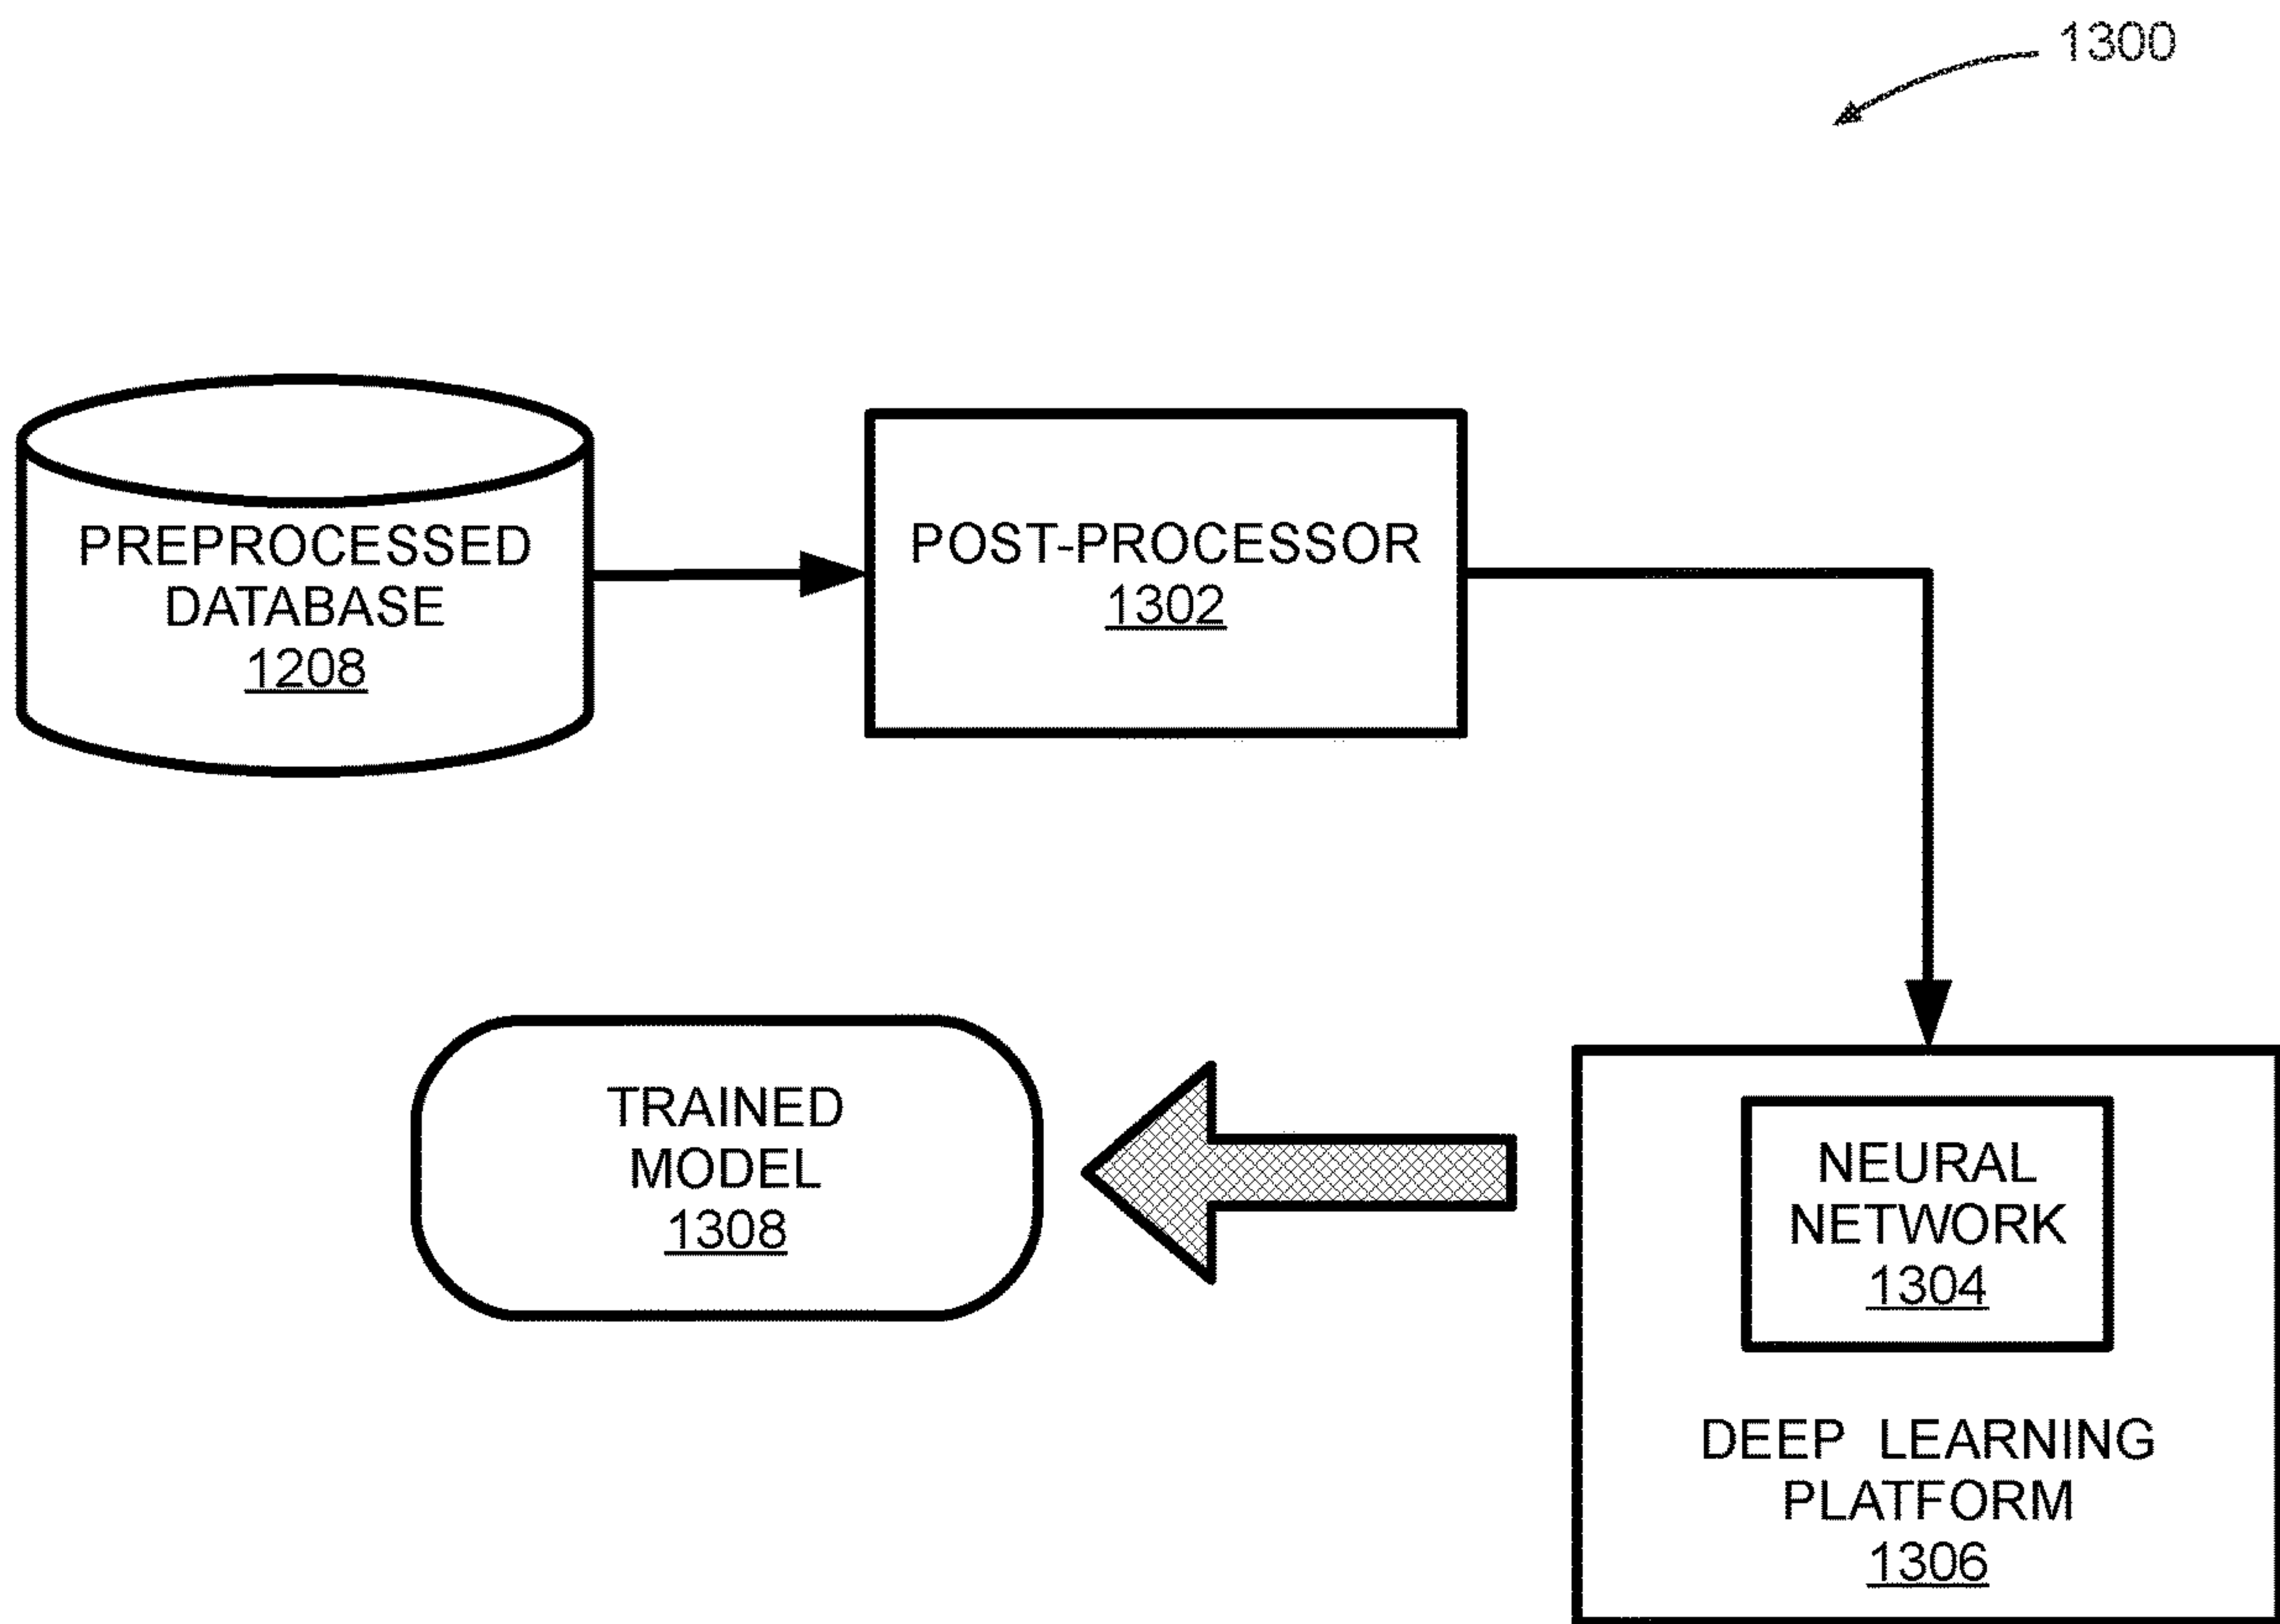 1300
PREPROCESSED
DATABASE
1208
POST-PROCESSOR
1302
TRAINED
MODEL
1308
NEURAL
NETWORK
1304
DEEP LEARNING
PLATFORM
1306